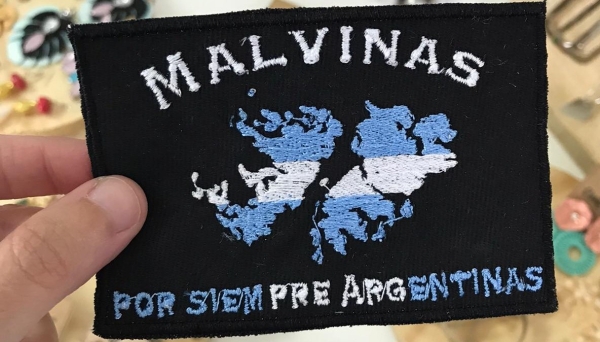 MALVINAS
POR SIEMPRE ARGENTINAS